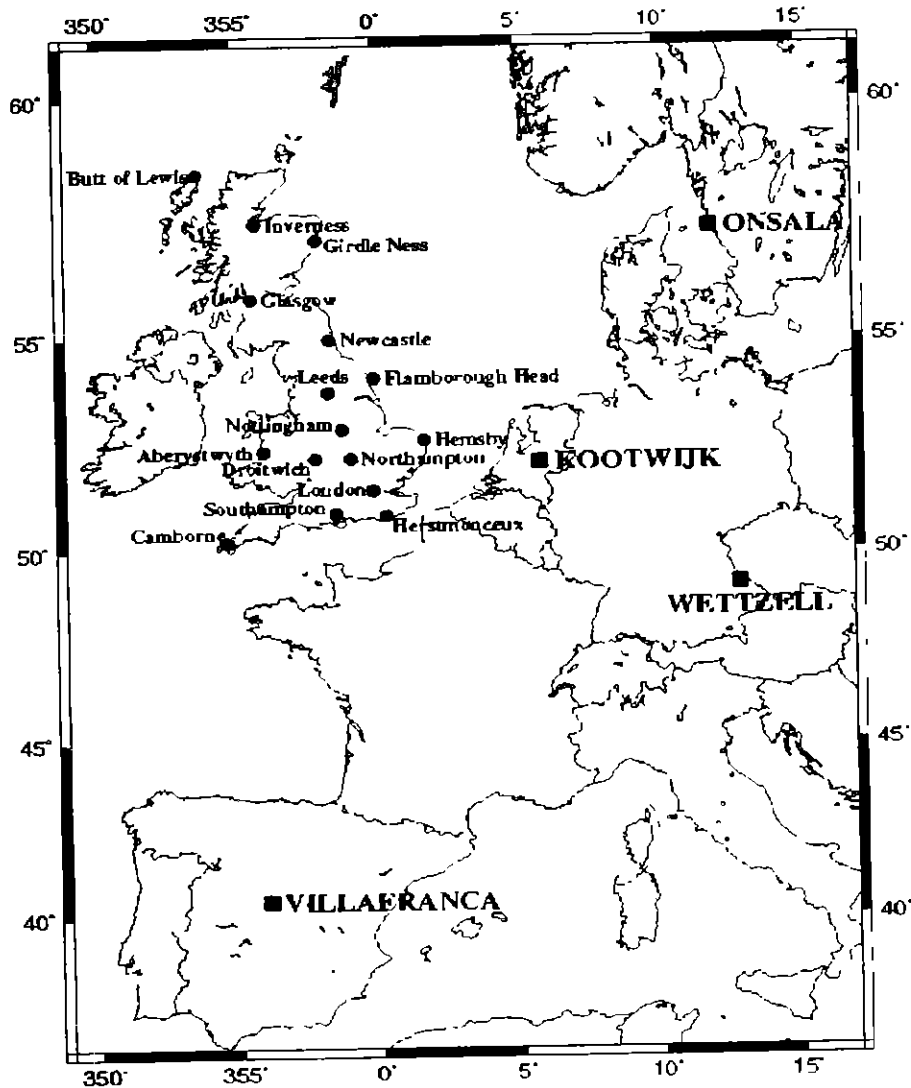 350° 355° 0° 5° 10° 15°
60° 60°
Butt of Lewis
Inverness
ONSALA
Girdle Ness
Glasgow
55° 55°
Newcastle
Leeds
Flamborough Head
Nottingham
Hemsby
Aberystwyth
Northampton
KOOTWIJK
Droitwich
London
Southampton
Herstmonceux
Camborne
50° 50°
WETTZELL
45° 45°
VILLAFRANCA
40° 40°
350° 355° 0° 5° 10° 15°